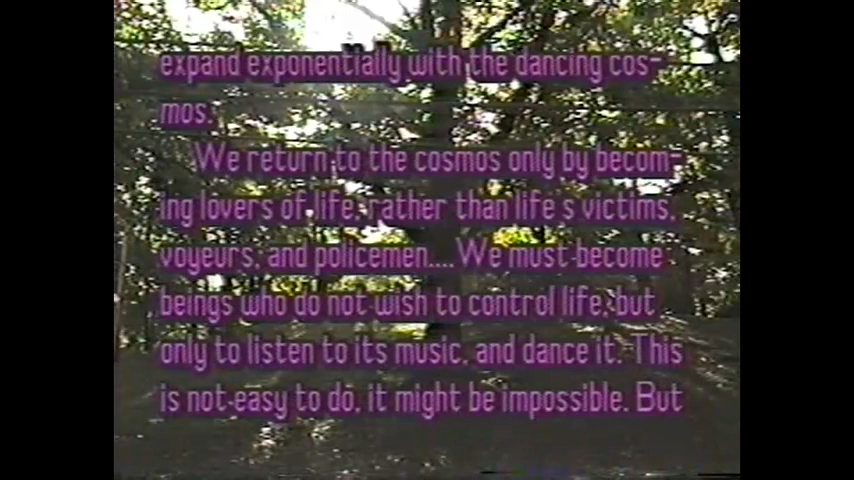 expand exponentially with the dancing cos-
mos.
We return to the cosmos only by becom-
ing lovers of life, rather than life's victims,
voyeurs, and policemen....We must become
beings who do not wish to control life, but
only to listen to its music, and dance it. This
is not easy to do, it might be impossible. But